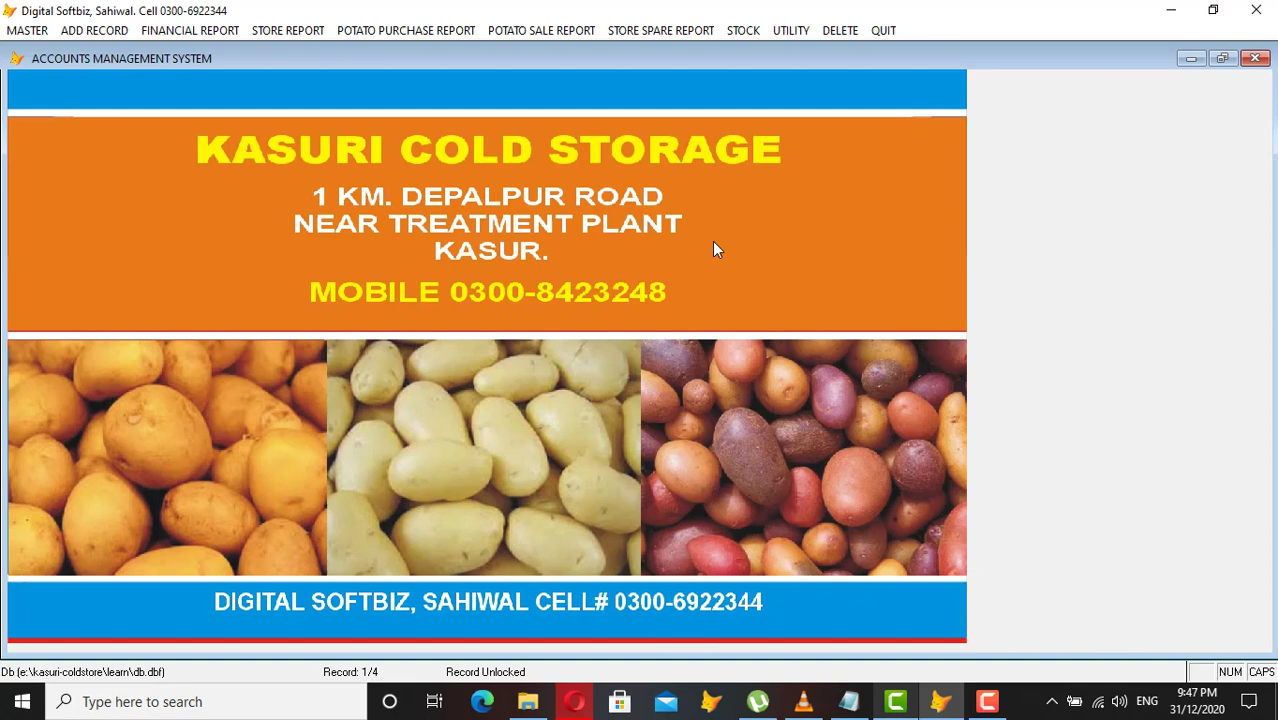 Digital Softbiz, Sahiwal. Cell 0300-6922344
MASTER ADD RECORD FINANCIAL REPORT STORE REPORT POTATO PURCHASE REPORT POTATO SALE REPORT STORE SPARE REPORT STOCK UTILITY DELETE QUIT
ACCOUNTS MANAGEMENT SYSTEM
KASURI COLD STORAGE
1 KM. DEPALPUR ROAD
NEAR TREATMENT PLANT
KASUR.
MOBILE 0300-8423248
DIGITAL SOFTBIZ, SAHIWAL CELL# 0300-6922344
Db (e:\kasuri-coldstore\learn\db.dbf) Record: 1/4 Record Unlocked NUM CAPS
Type here to search ENG 9:47 PM
31/12/2020